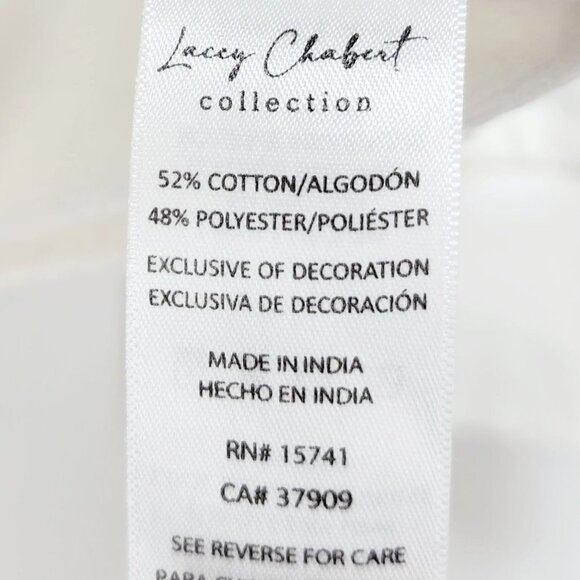 Lacey Chabert
collection
52% COTTON/ALGODÓN
48% POLYESTER/POLIÉSTER
EXCLUSIVE OF DECORATION
EXCLUSIVA DE DECORACIÓN
MADE IN INDIA
HECHO EN INDIA
RN# 15741
CA# 37909
SEE REVERSE FOR CARE
PARA